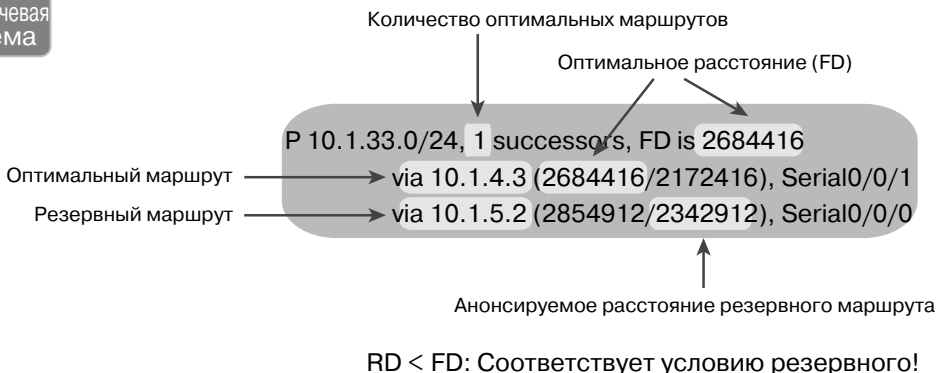 чевая
ема
Количество оптимальных маршрутов
Оптимальное расстояние (FD)
P 10.1.33.0/24, 1 successors, FD is 2684416
Оптимальный маршрут
via 10.1.4.3 (2684416/2172416), Serial0/0/1
Резервный маршрут
via 10.1.5.2 (2854912/2342912), Serial0/0/0
Анонсируемое расстояние резервного маршрута
RD < FD: Соответствует условию резервного!